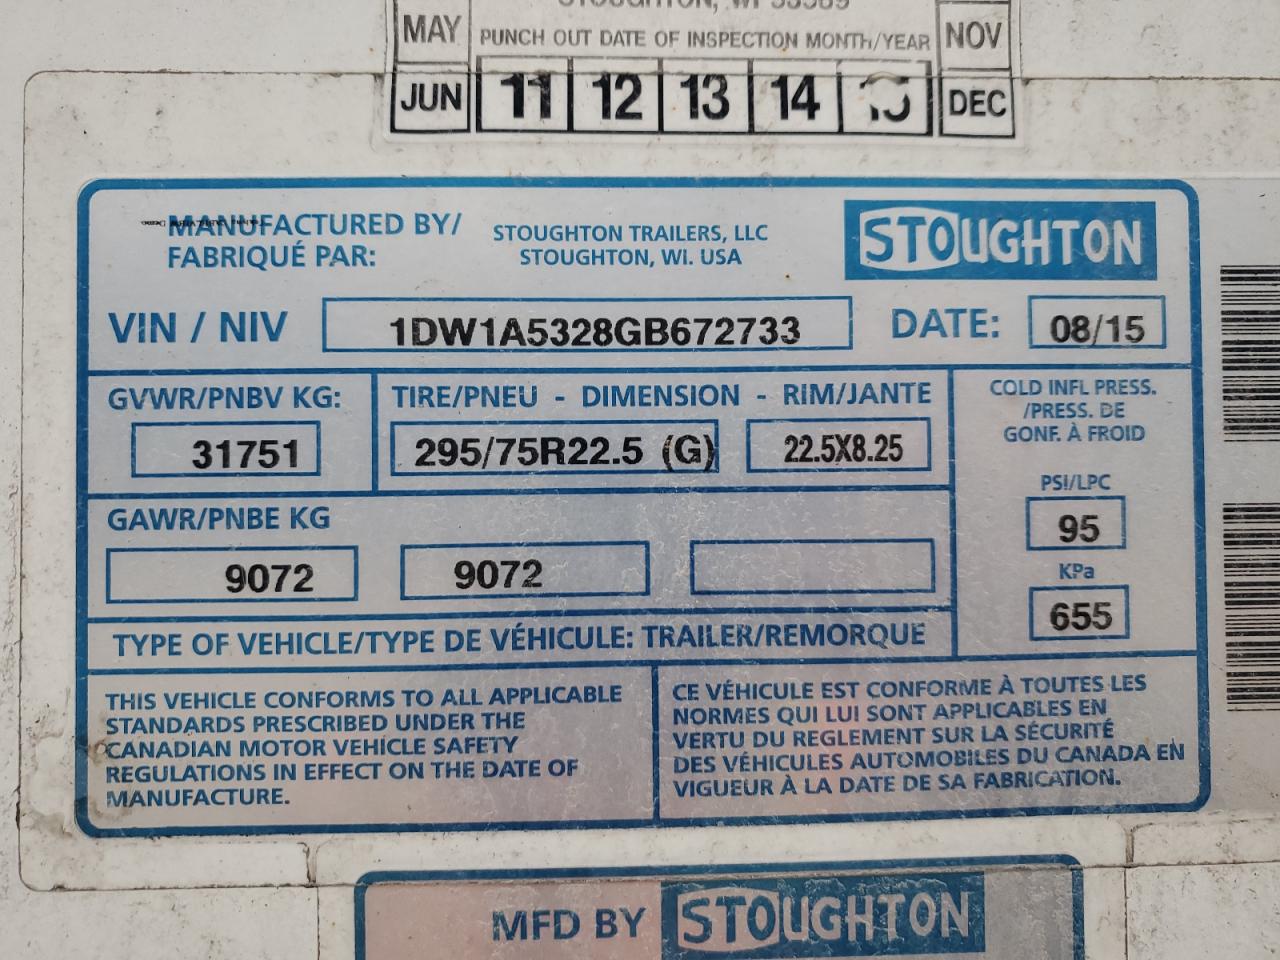 STOUGHTON, WI 53589
MAY PUNCH OUT DATE OF INSPECTION MONTH/YEAR NOV
JUN 11 12 13 14 DEC
MANUFACTURED BY/
FABRIQUÉ PAR:
STOUGHTON TRAILERS, LLC
STOUGHTON, WI. USA
STOUGHTON
VIN / NIV 1DW1A5328GB672733 DATE: 08/15
GVWR/PNBV KG:
31751
TIRE/PNEU - DIMENSION - RIM/JANTE
295/75R22.5 (G) 22.5X8.25
COLD INFL PRESS.
/PRESS. DE
GONF. À FROID
PSI/LPC
95
KPa
655
GAWR/PNBE KG
9072 9072
TYPE OF VEHICLE/TYPE DE VÉHICULE: TRAILER/REMORQUE
THIS VEHICLE CONFORMS TO ALL APPLICABLE
STANDARDS PRESCRIBED UNDER THE
CANADIAN MOTOR VEHICLE SAFETY
REGULATIONS IN EFFECT ON THE DATE OF
MANUFACTURE.
CE VÉHICULE EST CONFORME À TOUTES LES
NORMES QUI LUI SONT APPLICABLES EN
VERTU DU REGLEMENT SUR LA SÉCURITÉ
DES VÉHICULES AUTOMOBILES DU CANADA EN
VIGUEUR À LA DATE DE SA FABRICATION.
MFD BY STOUGHTON